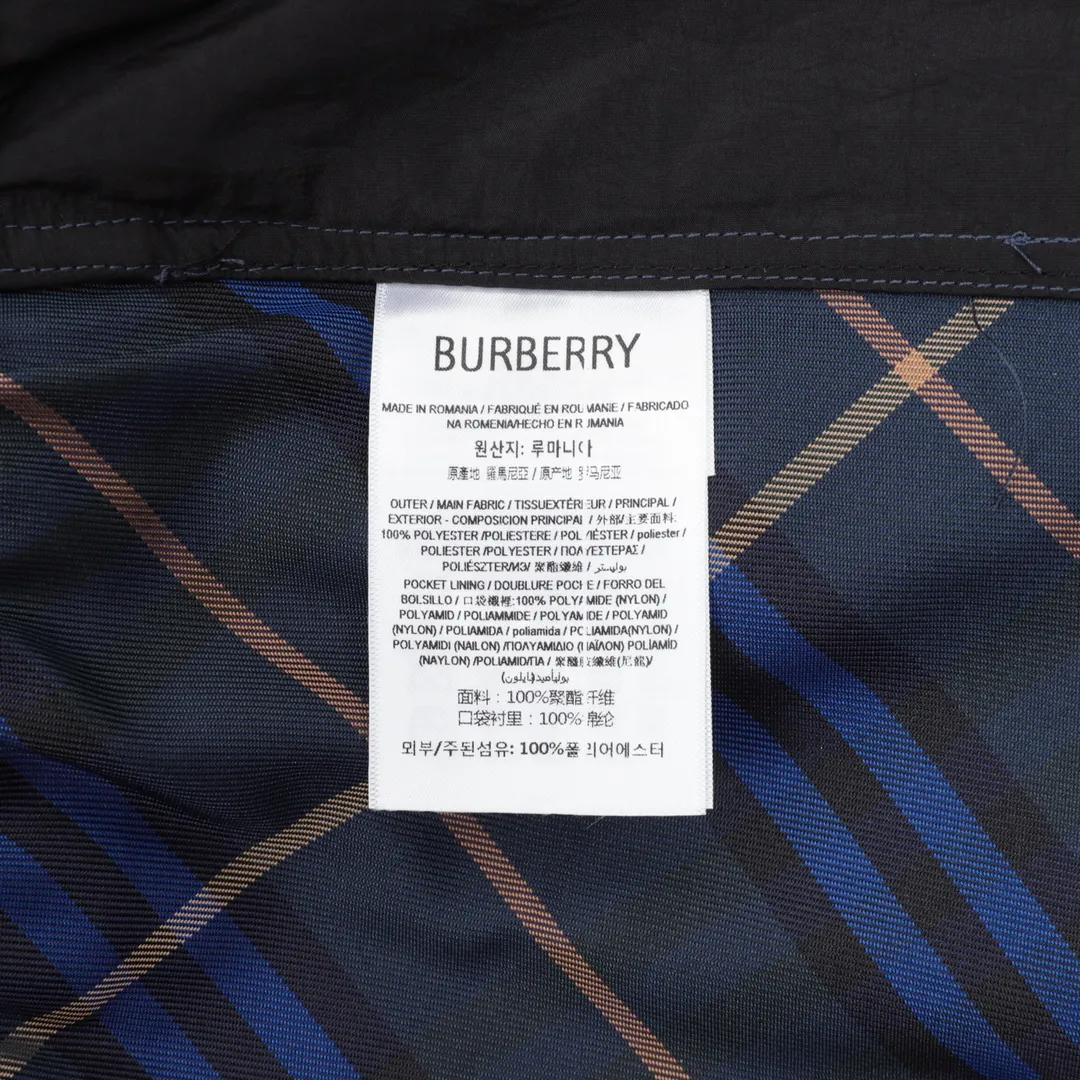 BURBERRY
MADE IN ROMANIA / FABRIQUÉ EN ROUMANIE / FABRICADO
NA ROMENIA/HECHO EN RUMANIA
원산지: 루마니아
原產地 羅馬尼亞 / 原产地 罗马尼亚
OUTER / MAIN FABRIC / TISSUEXTÉRIEUR / PRINCIPAL /
EXTERIOR - COMPOSICION PRINCIPAL / 外部/主要面料:
100% POLYESTER /POLIESTERE / POLYIÉSTER / poliester /
POLIESTER /POLYESTER / ΠΟΛΥΕΣΤΕΡΑΣ /
POLIÉSZTER/ / 聚酯纖維 / بوليستر
POCKET LINING / DOUBLURE POCHE / FORRO DEL
BOLSILLO / 口袋襯裡:100% POLYAMIDE (NYLON) /
POLYAMID / POLIAMMIDE / POLYAMIDE / POLYAMID
(NYLON) / POLIAMIDA / poliamida / POLIAMIDA(NYLON) /
POLYAMIDI (NAILON) /ΠΟΛΥΑΜΙΔΙΟ (ΝΑΪΛΟΝ) POLIAMID
(NAYLON) /POLIAMID/ΠΑ / 聚醯胺纖維(尼龍)/
بولياميد(نايلون)
面料：100%聚酯纤维
口袋衬里：100%锦纶
외부/주된섬유: 100%폴리에스터